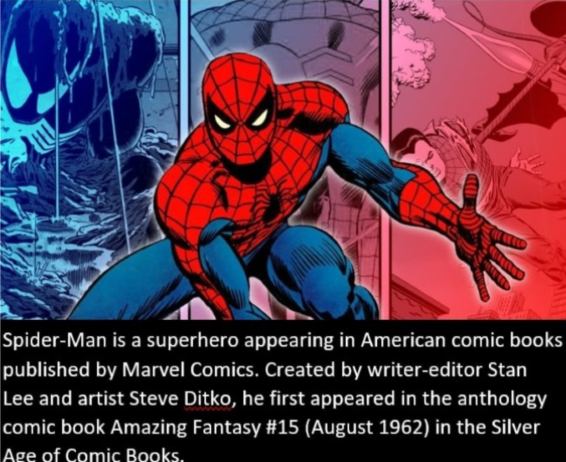 Spider-Man is a superhero appearing in American comic books
published by Marvel Comics. Created by writer-editor Stan
Lee and artist Steve Ditko, he first appeared in the anthology
comic book Amazing Fantasy #15 (August 1962) in the Silver
Age of Comic Books.